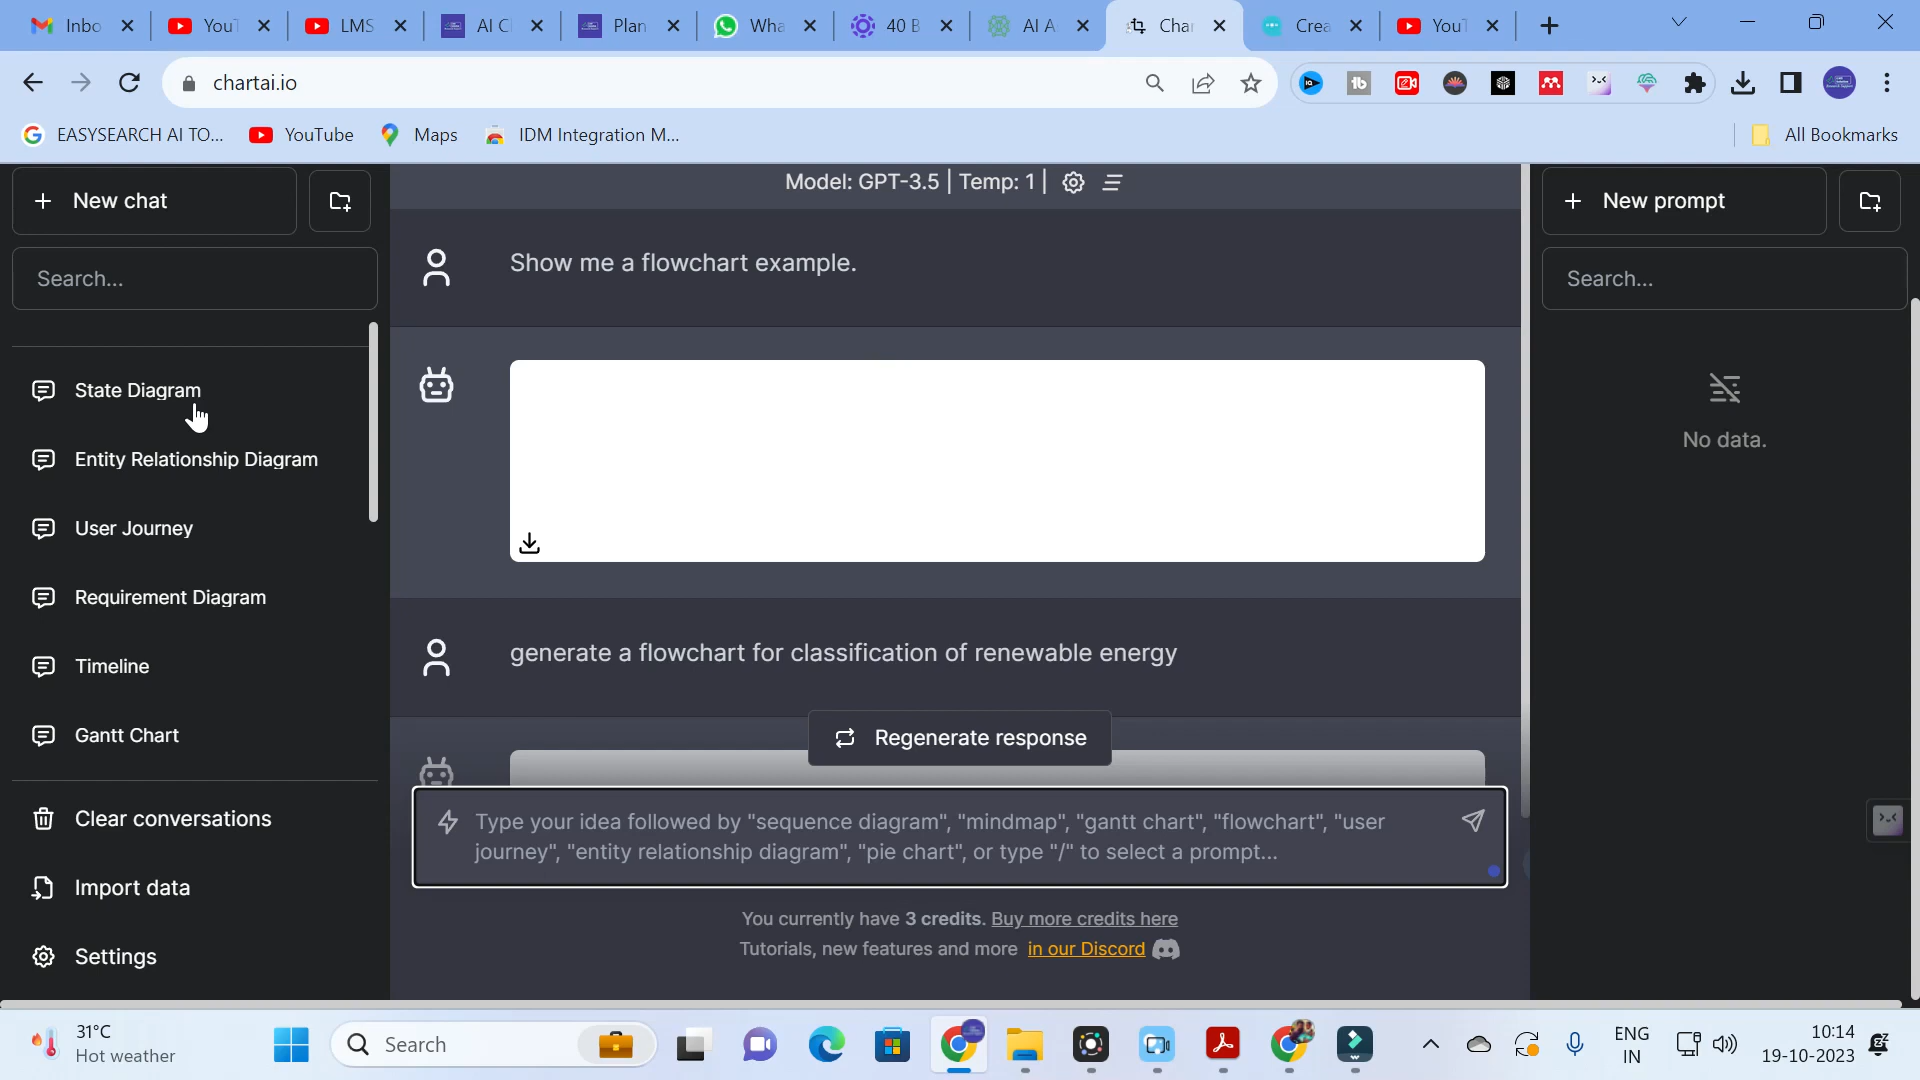 Inbo
YouT
LMS
AI C
Plan
Wha
40 B
AI A
Char
Crea
YouT
chartai.io
EASYSEARCH AI TO...
YouTube
Maps
IDM Integration M...
All Bookmarks
New chat
Search...
State Diagram
Entity Relationship Diagram
User Journey
Requirement Diagram
Timeline
Gantt Chart
Clear conversations
Import data
Settings
Model: GPT-3.5 | Temp: 1 |
Show me a flowchart example.
generate a flowchart for classification of renewable energy
Regenerate response
Type your idea followed by "sequence diagram", "mindmap", "gantt chart", "flowchart", "user
journey", "entity relationship diagram", "pie chart", or type "/" to select a prompt...
You currently have 3 credits. Buy more credits here
Tutorials, new features and more in our Discord
New prompt
Search...
No data.
31°C
Hot weather
Search
ENG
IN
10:14
19-10-2023